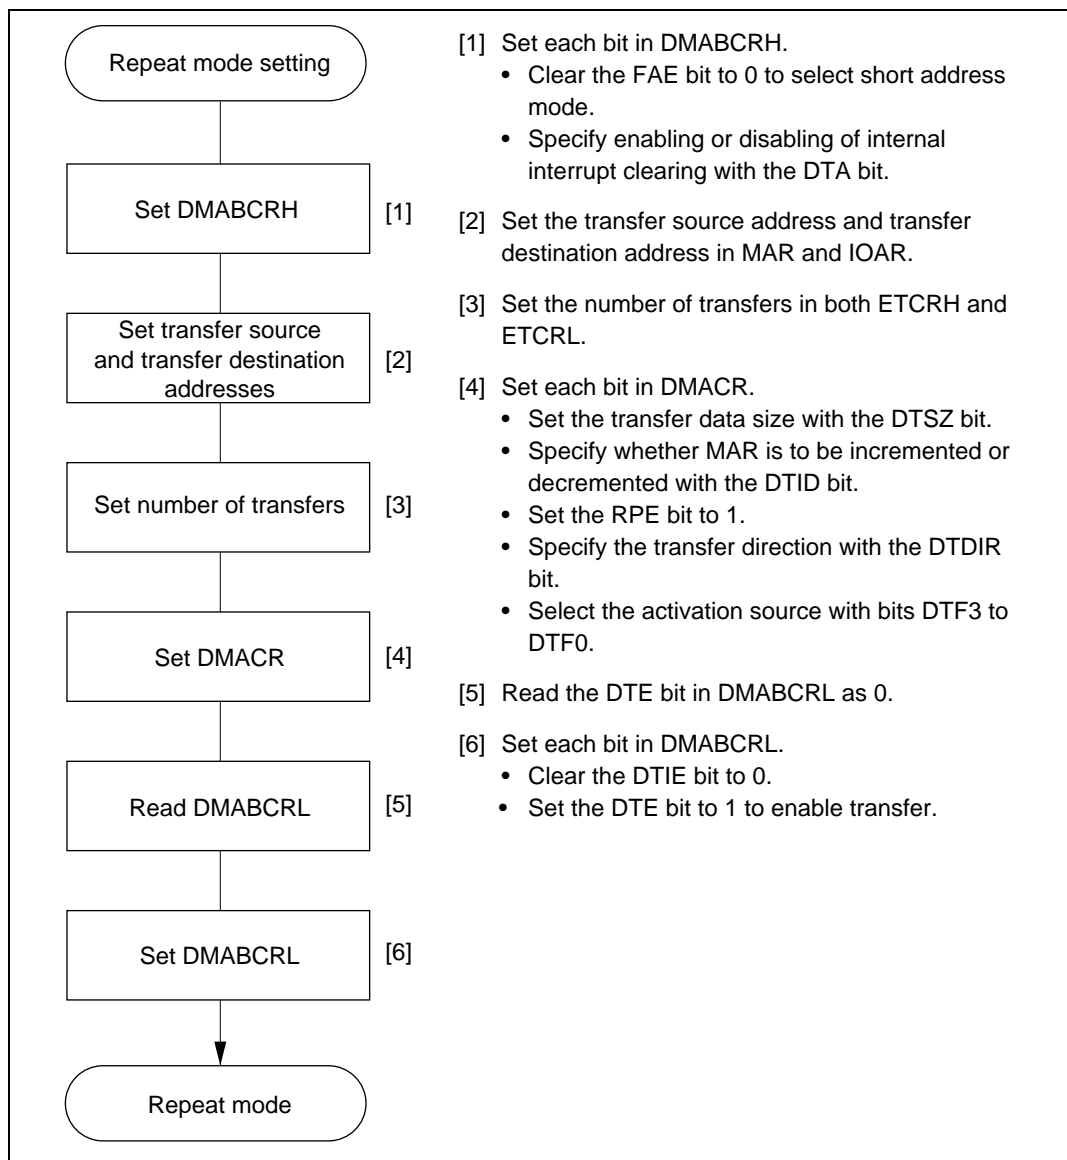 Repeat mode setting
Set DMABCRH [1]
Set transfer source
and transfer destination
addresses
[2]
Set number of transfers [3]
Set DMACR [4]
Read DMABCRL [5]
Set DMABCRL [6]
Repeat mode
[1] Set each bit in DMABCRH.
• Clear the FAE bit to 0 to select short address
mode.
• Specify enabling or disabling of internal
interrupt clearing with the DTA bit.
[2] Set the transfer source address and transfer
destination address in MAR and IOAR.
[3] Set the number of transfers in both ETCRH and
ETCRL.
[4] Set each bit in DMACR.
• Set the transfer data size with the DTSZ bit.
• Specify whether MAR is to be incremented or
decremented with the DTID bit.
• Set the RPE bit to 1.
• Specify the transfer direction with the DTDIR
bit.
• Select the activation source with bits DTF3 to
DTF0.
[5] Read the DTE bit in DMABCRL as 0.
[6] Set each bit in DMABCRL.
• Clear the DTIE bit to 0.
• Set the DTE bit to 1 to enable transfer.